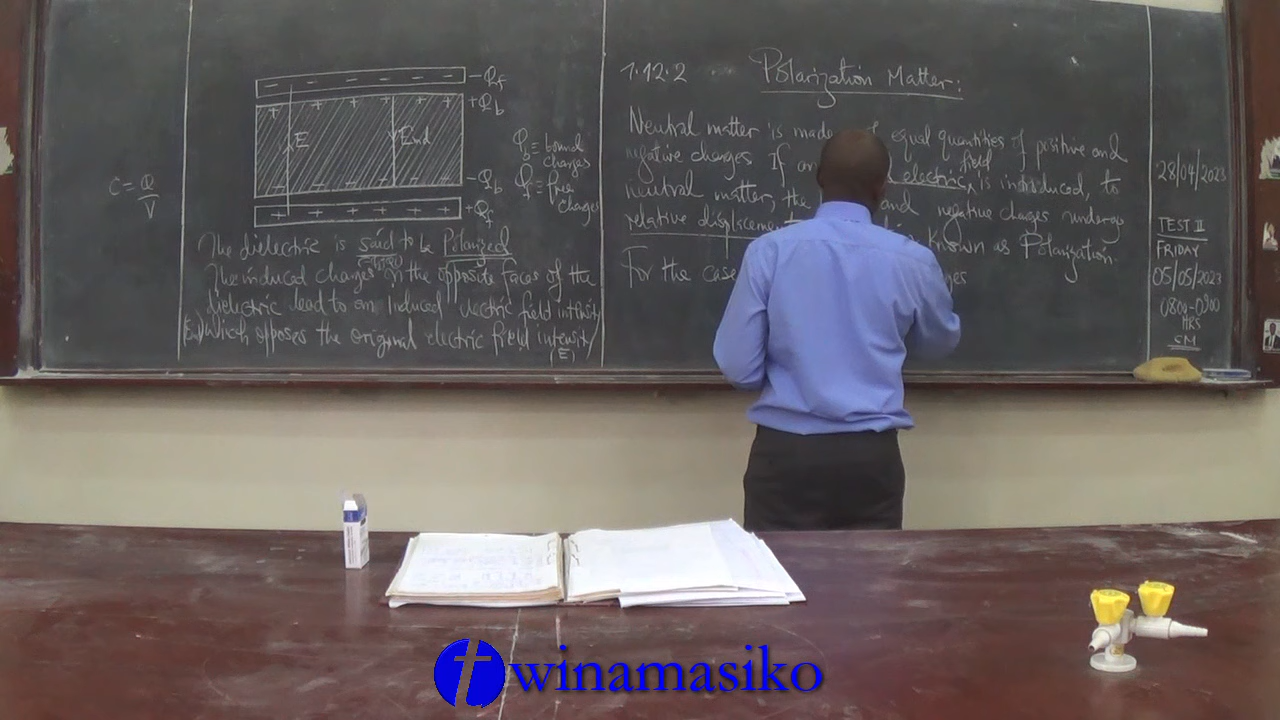 C = Q
V
- - - - - - - -Qf
+ + + + + + +Qb
E
Eind
Qb ≡ bound
charges
- - - - - - -Qb
Qf ≡ free
charges
+ + + + + + +Qf
The dielectric is said to be Polarized
The induced charges on the opposite faces of the
dielectric lead to an Induced electric field intensity
which opposes the original electric field intensity
(E)
1.12.2 Polarization Matter:
Neutral matter is made equal quantities of positive and
negative charges If an electric field is introduced, to
neutral matter, the and negative charges undergo
relative displacement known as Polarization.
For the case
28/04/2023
TEST II
FRIDAY
05/05/2023
0800-0900
HRS
SM
twinamasiko